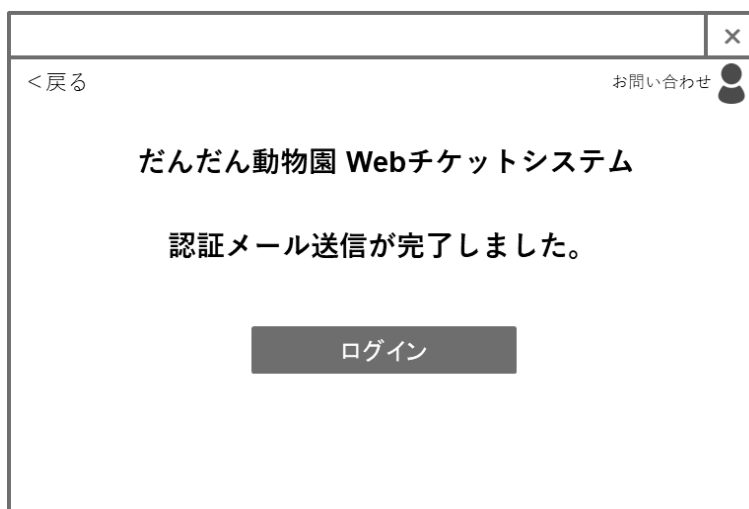 <戻る
お問い合わせ
だんだん動物園 Webチケットシステム
認証メール送信が完了しました。
ログイン